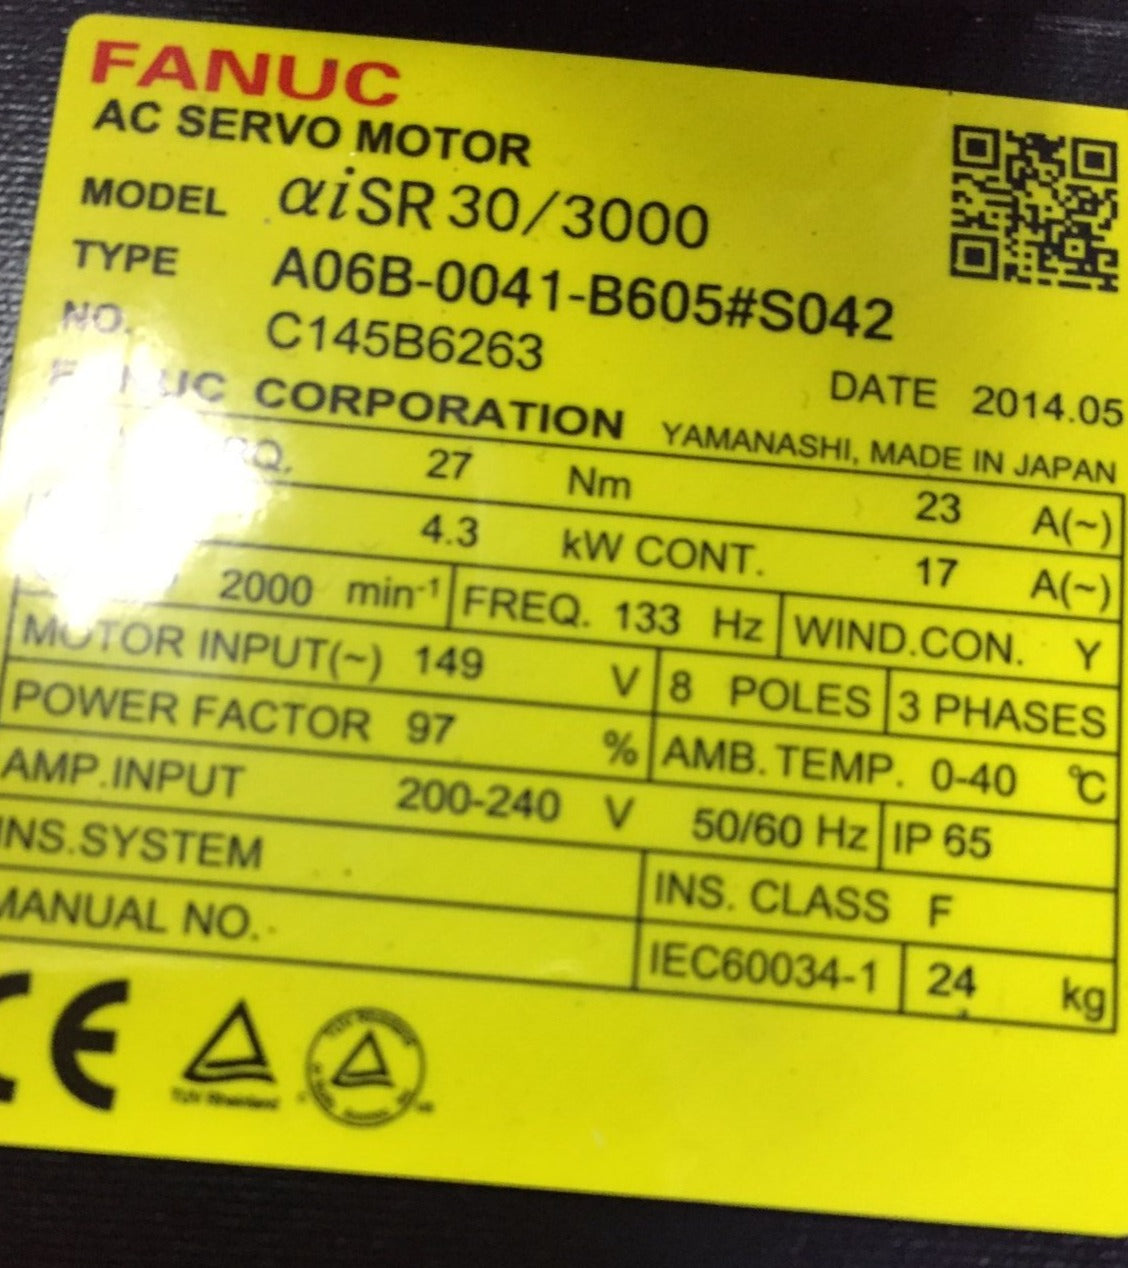 FANUC
AC SERVO MOTOR
MODEL αiSR 30/3000
TYPE A06B-0041-B605#S042
NO. C145B6263
DATE 2014.05
FANUC CORPORATION YAMANASHI, MADE IN JAPAN
27 Nm 23 A(~)
4.3 kW CONT. 17 A(~)
2000 min-1 FREQ. 133 Hz WIND.CON. Y
MOTOR INPUT(~) 149 V 8 POLES 3 PHASES
POWER FACTOR 97 % AMB. TEMP. 0-40 ℃
AMP.INPUT 200-240 V 50/60 Hz IP 65
INS.SYSTEM INS. CLASS F
MANUAL NO. IEC60034-1 24 kg
CE
TÜV Rheinland